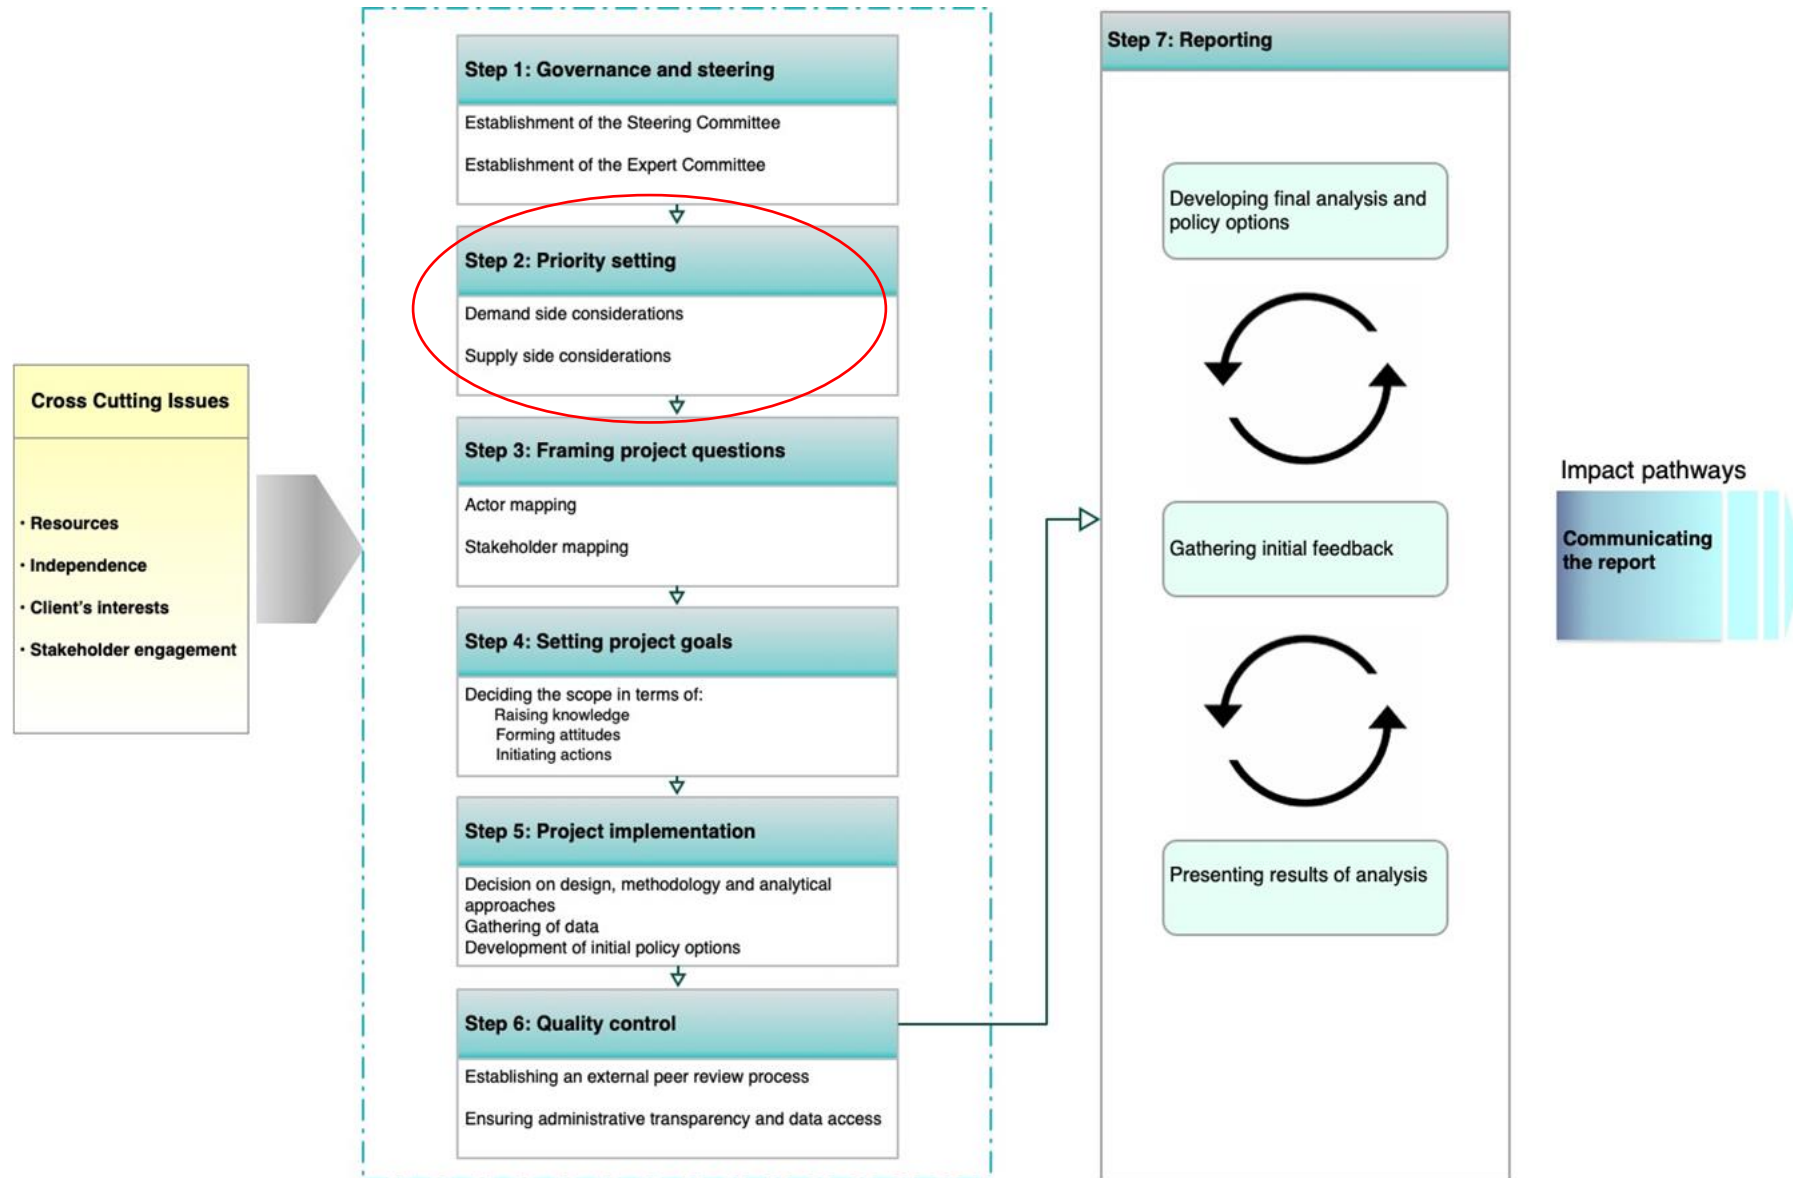 Cross Cutting Issues
· Resources
· Independence
· Client's interests
· Stakeholder engagement
Step 1: Governance and steering
Establishment of the Steering Committee
Establishment of the Expert Committee
Step 2: Priority setting
Demand side considerations
Supply side considerations
Step 3: Framing project questions
Actor mapping
Stakeholder mapping
Step 4: Setting project goals
Deciding the scope in terms of:
Raising knowledge
Forming attitudes
Initiating actions
Step 5: Project implementation
Decision on design, methodology and analytical
approaches
Gathering of data
Development of initial policy options
Step 6: Quality control
Establishing an external peer review process
Ensuring administrative transparency and data access
Step 7: Reporting
Developing final analysis and
policy options
Gathering initial feedback
Presenting results of analysis
Impact pathways
Communicating
the report